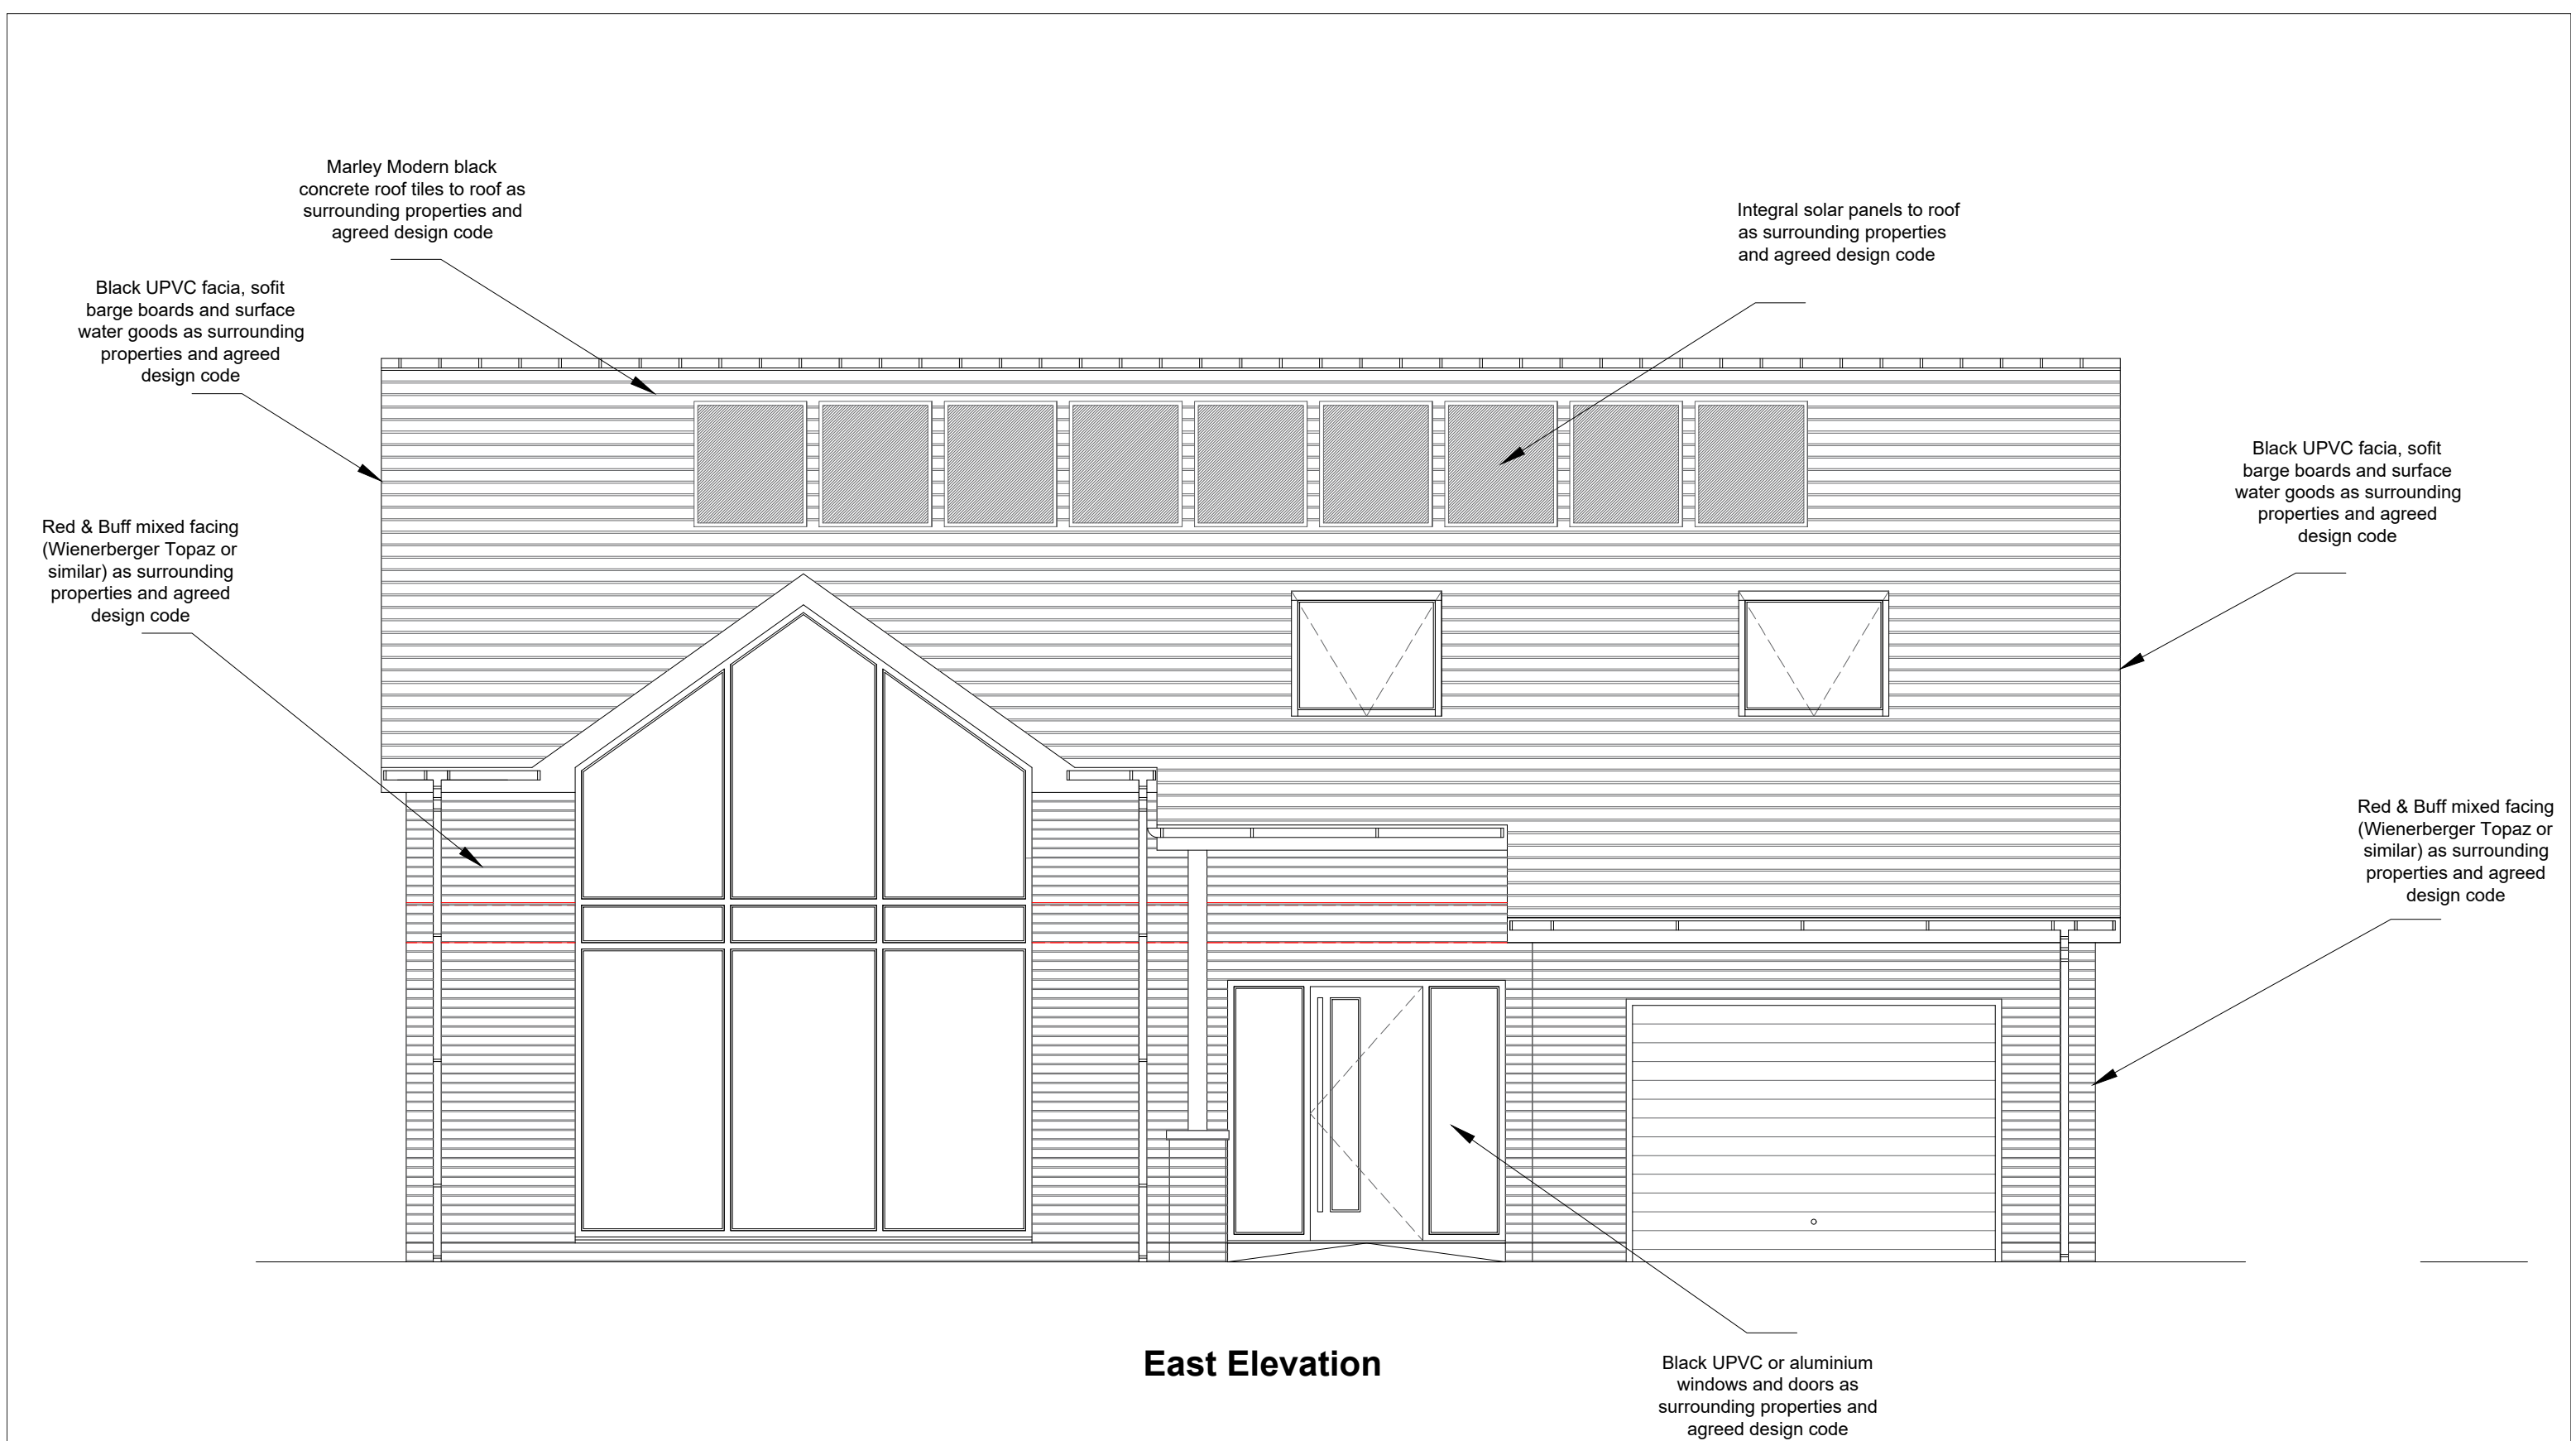 Marley Modern black
concrete roof tiles to roof as
surrounding properties and
agreed design code
Integral solar panels to roof
as surrounding properties
and agreed design code
Black UPVC facia, sofit
barge boards and surface
water goods as surrounding
properties and agreed
design code
Black UPVC facia, sofit
barge boards and surface
water goods as surrounding
properties and agreed
design code
Red & Buff mixed facing
(Wienerberger Topaz or
similar) as surrounding
properties and agreed
design code
Red & Buff mixed facing
(Wienerberger Topaz or
similar) as surrounding
properties and agreed
design code
East Elevation
Black UPVC or aluminium
windows and doors as
surrounding properties and
agreed design code